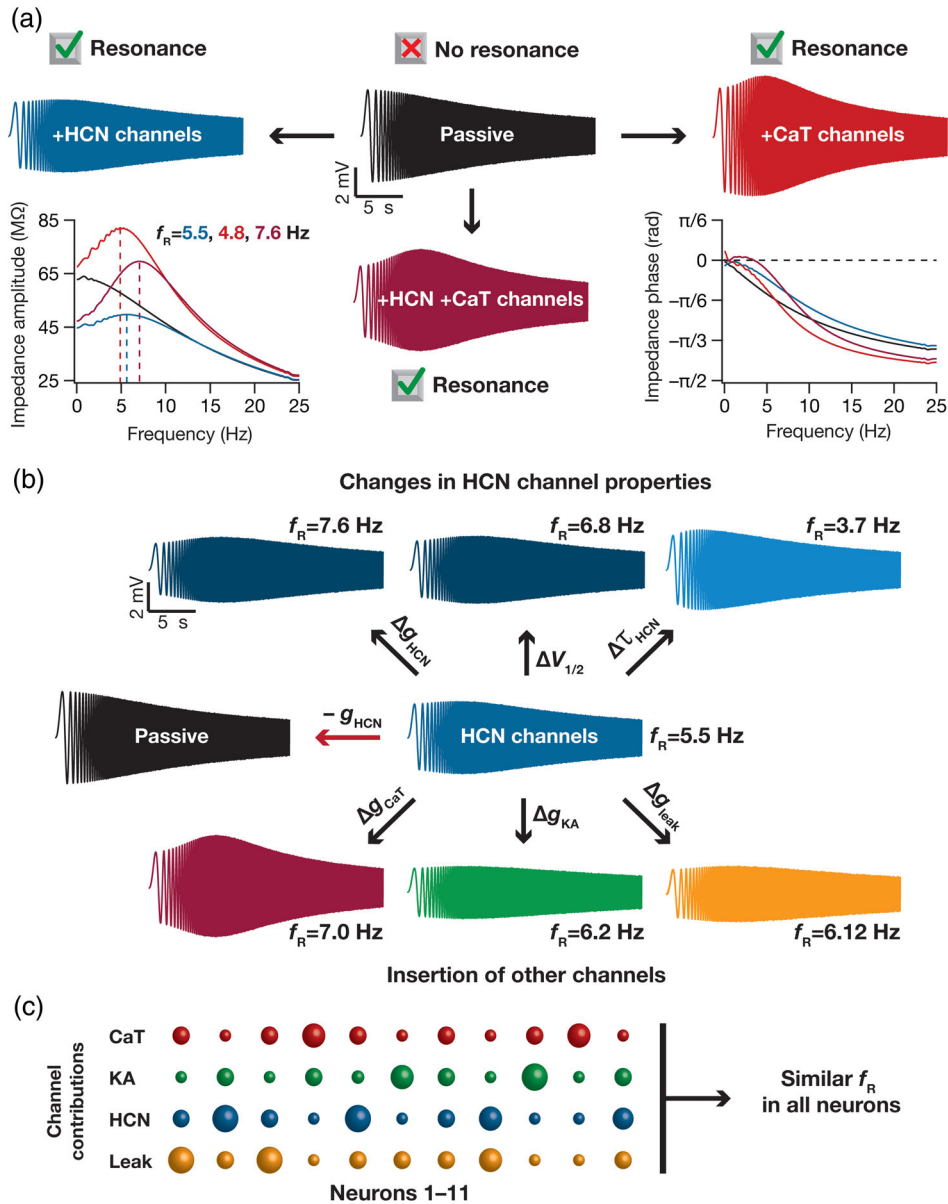 (a)
Resonance
No resonance
Resonance
+HCN channels
Passive
+CaT channels
2 mV
5 s
85
65
45
25
Impedance amplitude (MΩ)
fR=5.5, 4.8, 7.6 Hz
0
5
10
15
20
25
Frequency (Hz)
+HCN +CaT channels
Resonance
π/6
0
−π/6
−π/3
−π/2
Impedance phase (rad)
0
5
10
15
20
25
Frequency (Hz)
(b)
Changes in HCN channel properties
fR=7.6 Hz
fR=6.8 Hz
fR=3.7 Hz
2 mV
5 s
ΔgHCN
ΔV1/2
ΔτHCN
Passive
− gHCN
HCN channels
fR=5.5 Hz
ΔgCaT
ΔgKA
Δgleak
fR=7.0 Hz
fR=6.2 Hz
fR=6.12 Hz
Insertion of other channels
(c)
Channel
contributions
CaT
KA
HCN
Leak
Neurons 1–11
Similar fR
in all neurons